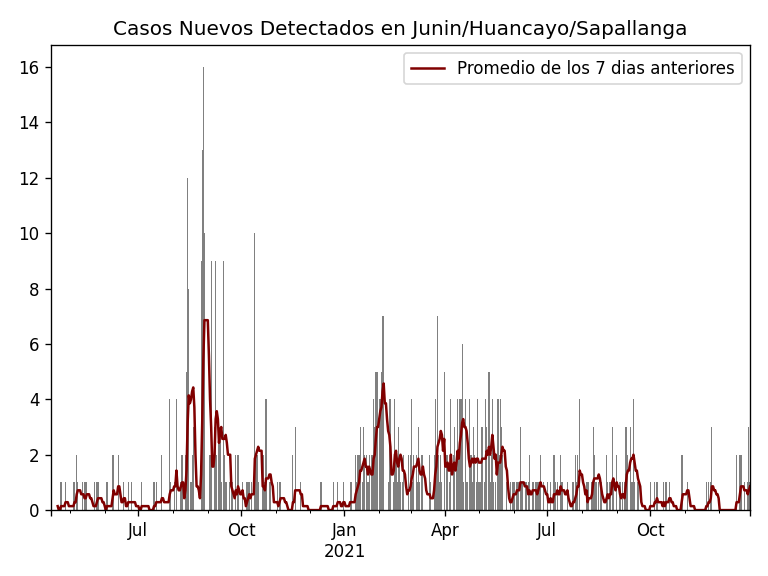 Casos Nuevos Detectados en Junin/Huancayo/Sapallanga
Promedio de los 7 dias anteriores
16
14
12
10
8
6
4
2
0
Jul
Oct
Jan
2021
Apr
Jul
Oct